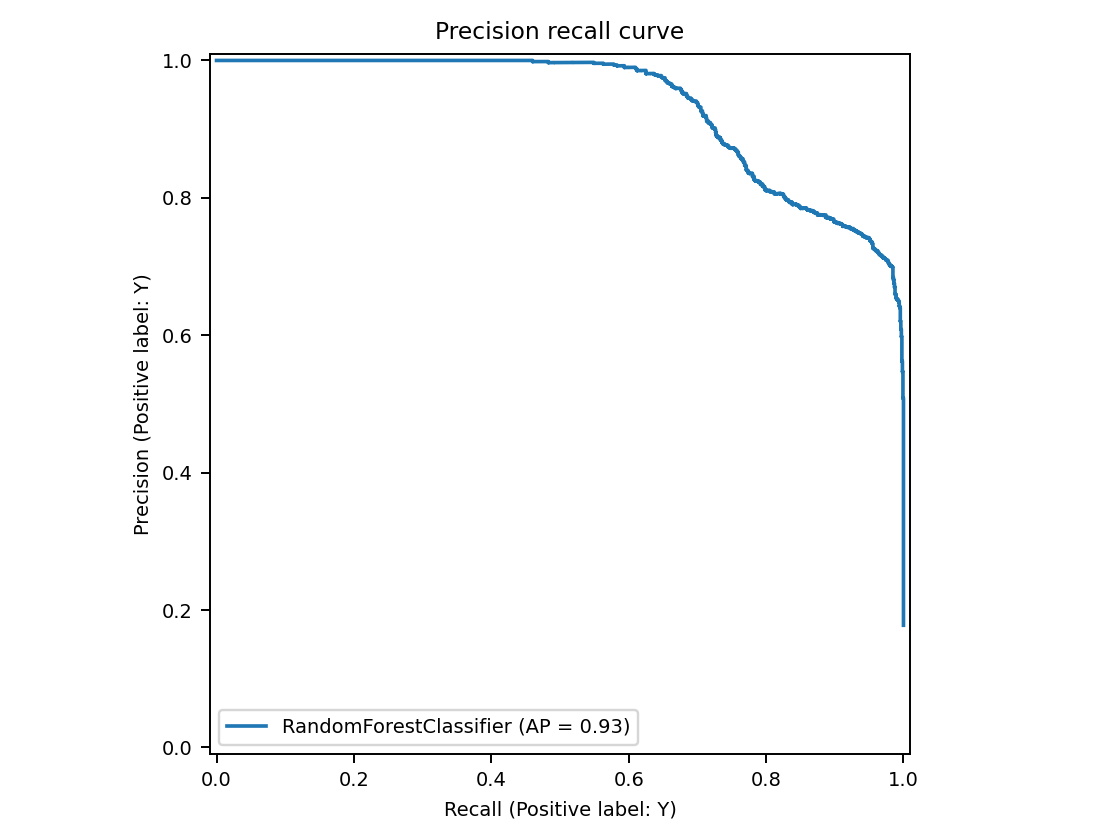 Precision recall curve
1.0
0.8
0.6
0.4
0.2
0.0
Precision (Positive label: Y)
RandomForestClassifier (AP = 0.93)
0.0 0.2 0.4 0.6 0.8 1.0
Recall (Positive label: Y)